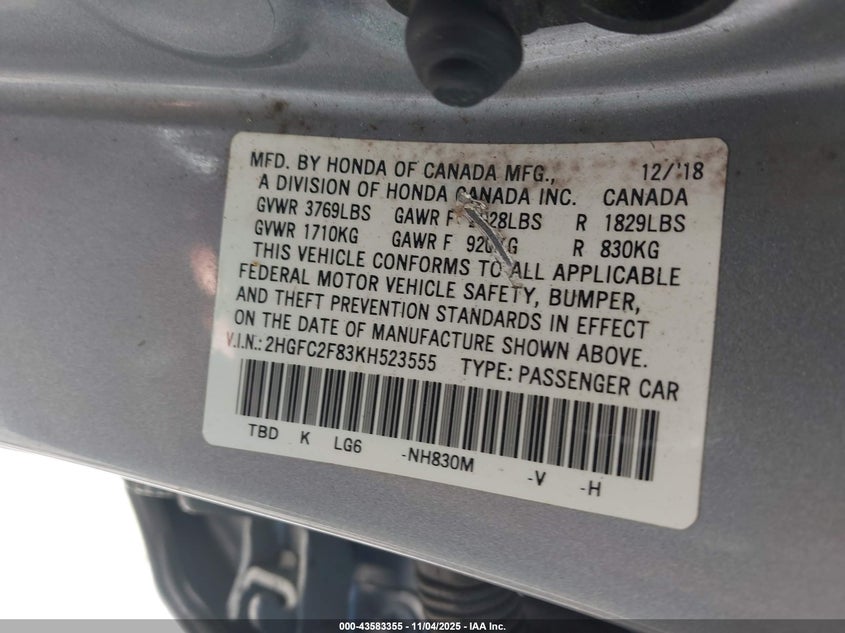 MFD. BY HONDA OF CANADA MFG., 12/'18
A DIVISION OF HONDA CANADA INC. CANADA
GVWR 3769LBS GAWR F LBS R 1829LBS
GVWR 1710KG GAWR F 920KG R 830KG
THIS VEHICLE CONFORMS TO ALL APPLICABLE
FEDERAL MOTOR VEHICLE SAFETY, BUMPER,
AND THEFT PREVENTION STANDARDS IN EFFECT
ON THE DATE OF MANUFACTURE SHOWN ABOVE.
V.I.N.: 2HGFC2F83KH523555 TYPE: PASSENGER CAR
TBD K LG6 -NH830M -V -H
000-43583355 - 11/04/2025 - IAA Inc.